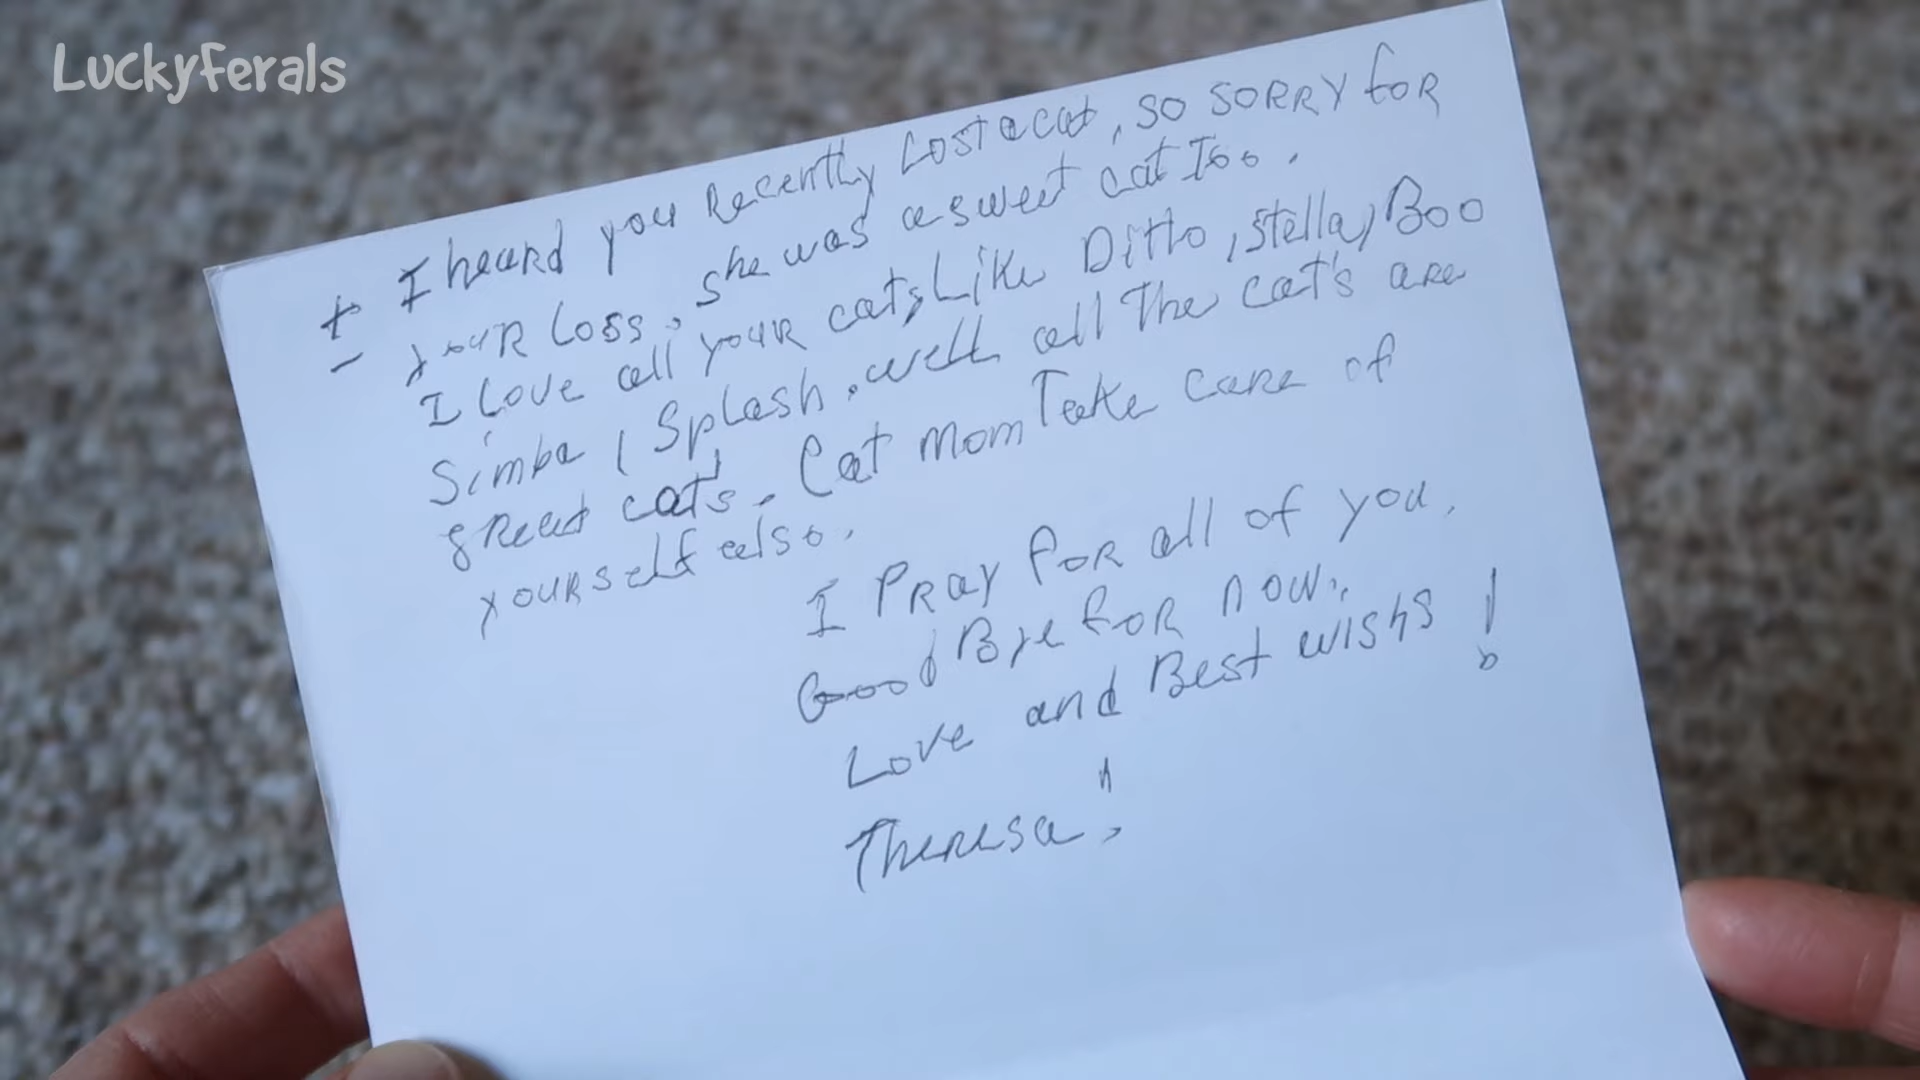 Luckyferals
+ I heard you Recently Lost a cat, so SORRY foR
- youR Loss. she was a sweet cat Too.
I Love all youR cats, Like Ditto, Stella, Boo
Simba, Splash. well all The cat's are
gReat cat's. Cat mom Take care of
youRself also.
I PRay foR all of you.
Good Bye foR now.
Love and Best wishs!
Theresa,"